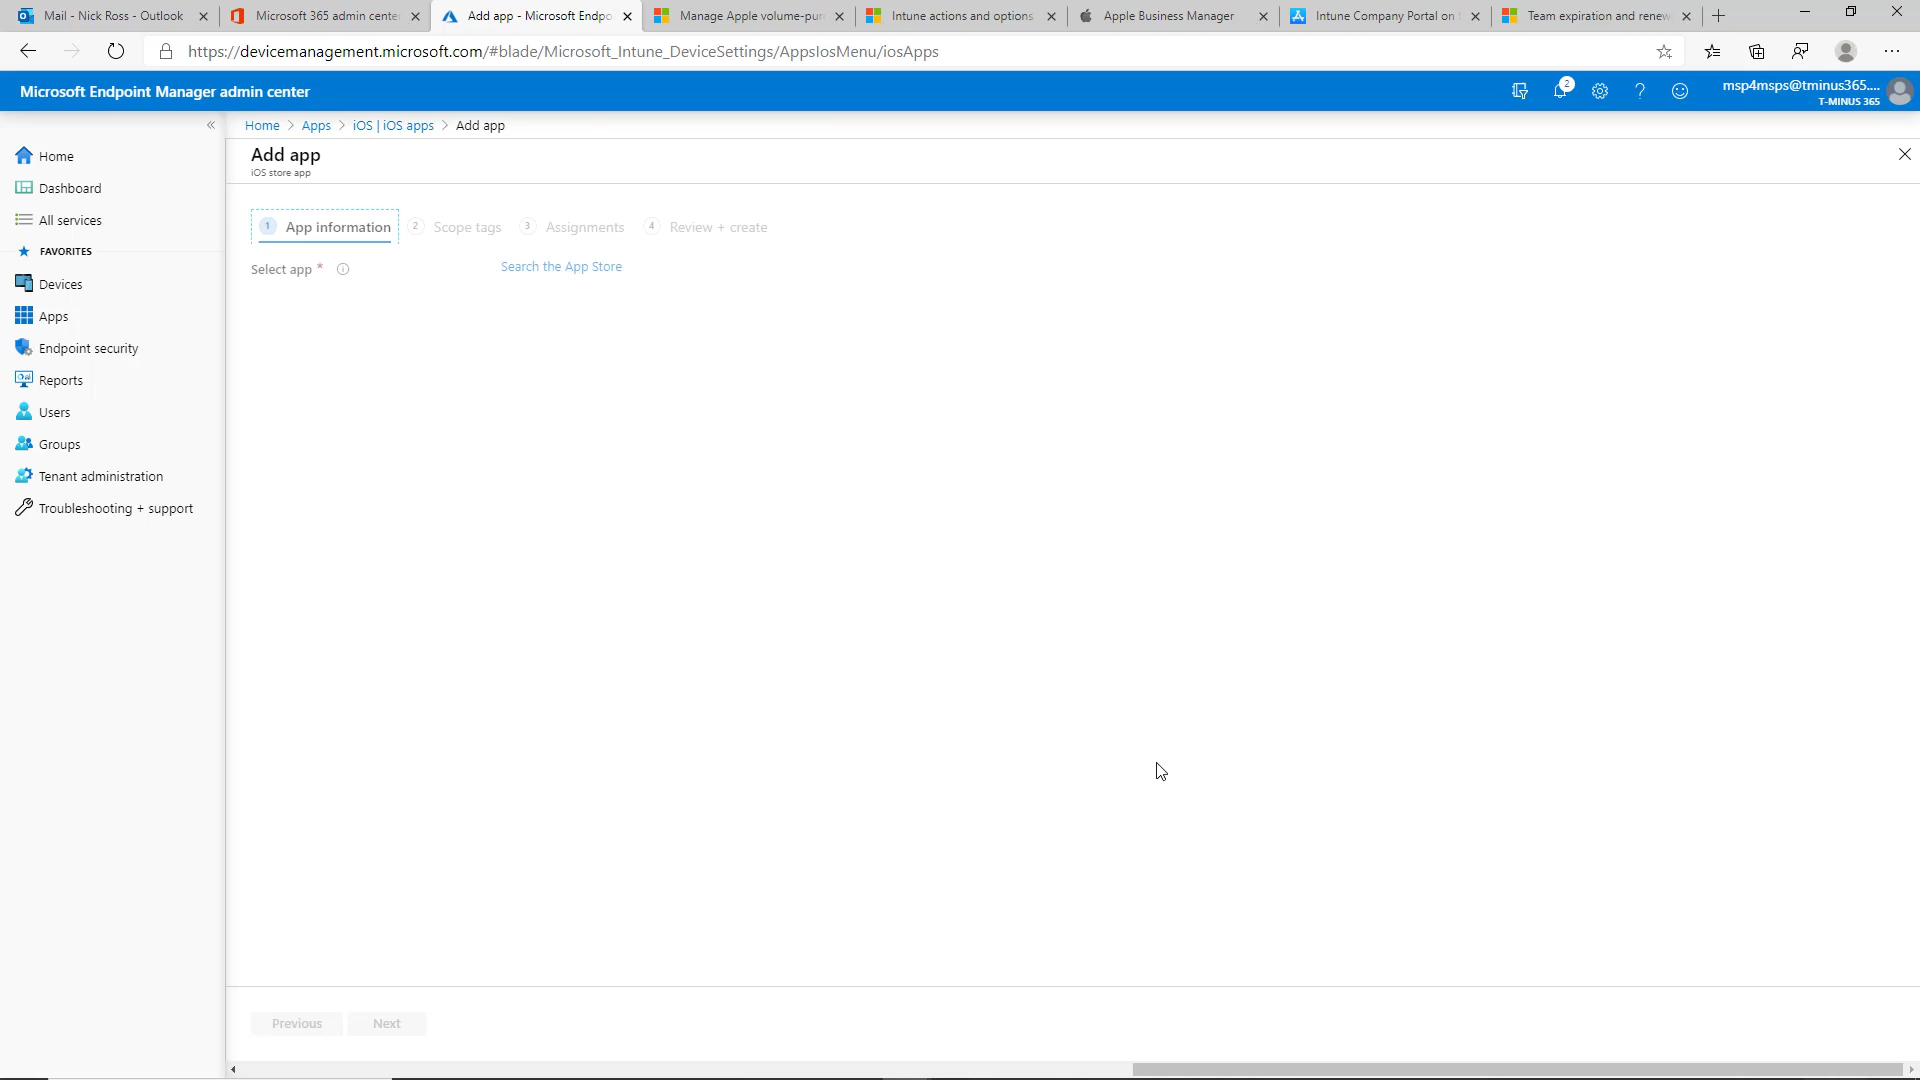 Mail - Nick Ross - Outlook
Microsoft 365 admin center
Add app - Microsoft Endpo
Manage Apple volume-pur
Intune actions and options
Apple Business Manager
Intune Company Portal on
Team expiration and renew
https://devicemanagement.microsoft.com/#blade/Microsoft_Intune_DeviceSettings/AppsIosMenu/iosApps
Microsoft Endpoint Manager admin center
2
msp4msps@tminus365....
T-MINUS 365
Home > Apps > iOS | iOS apps > Add app
Add app
iOS store app
Home
Dashboard
All services
FAVORITES
Devices
Apps
Endpoint security
Reports
Users
Groups
Tenant administration
Troubleshooting + support
1 App information 2 Scope tags 3 Assignments 4 Review + create
Select app *
Search the App Store
Previous
Next